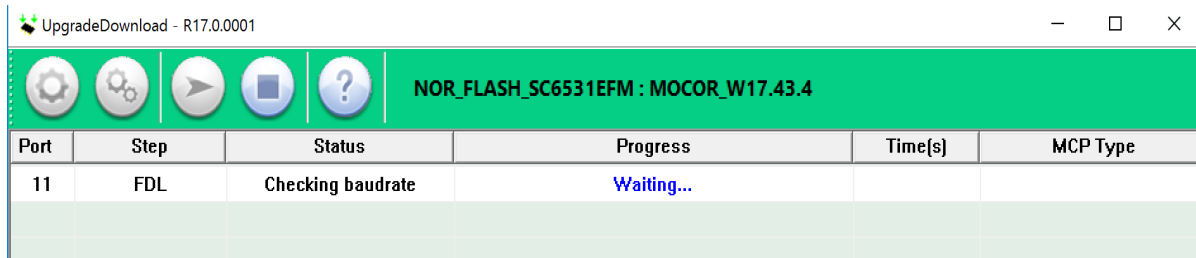 UpgradeDownload - R17.0.0001
?
NOR_FLASH_SC6531EFM : MOCOR_W17.43.4
Port Step Status Progress Time(s) MCP Type
11 FDL Checking baudrate Waiting...